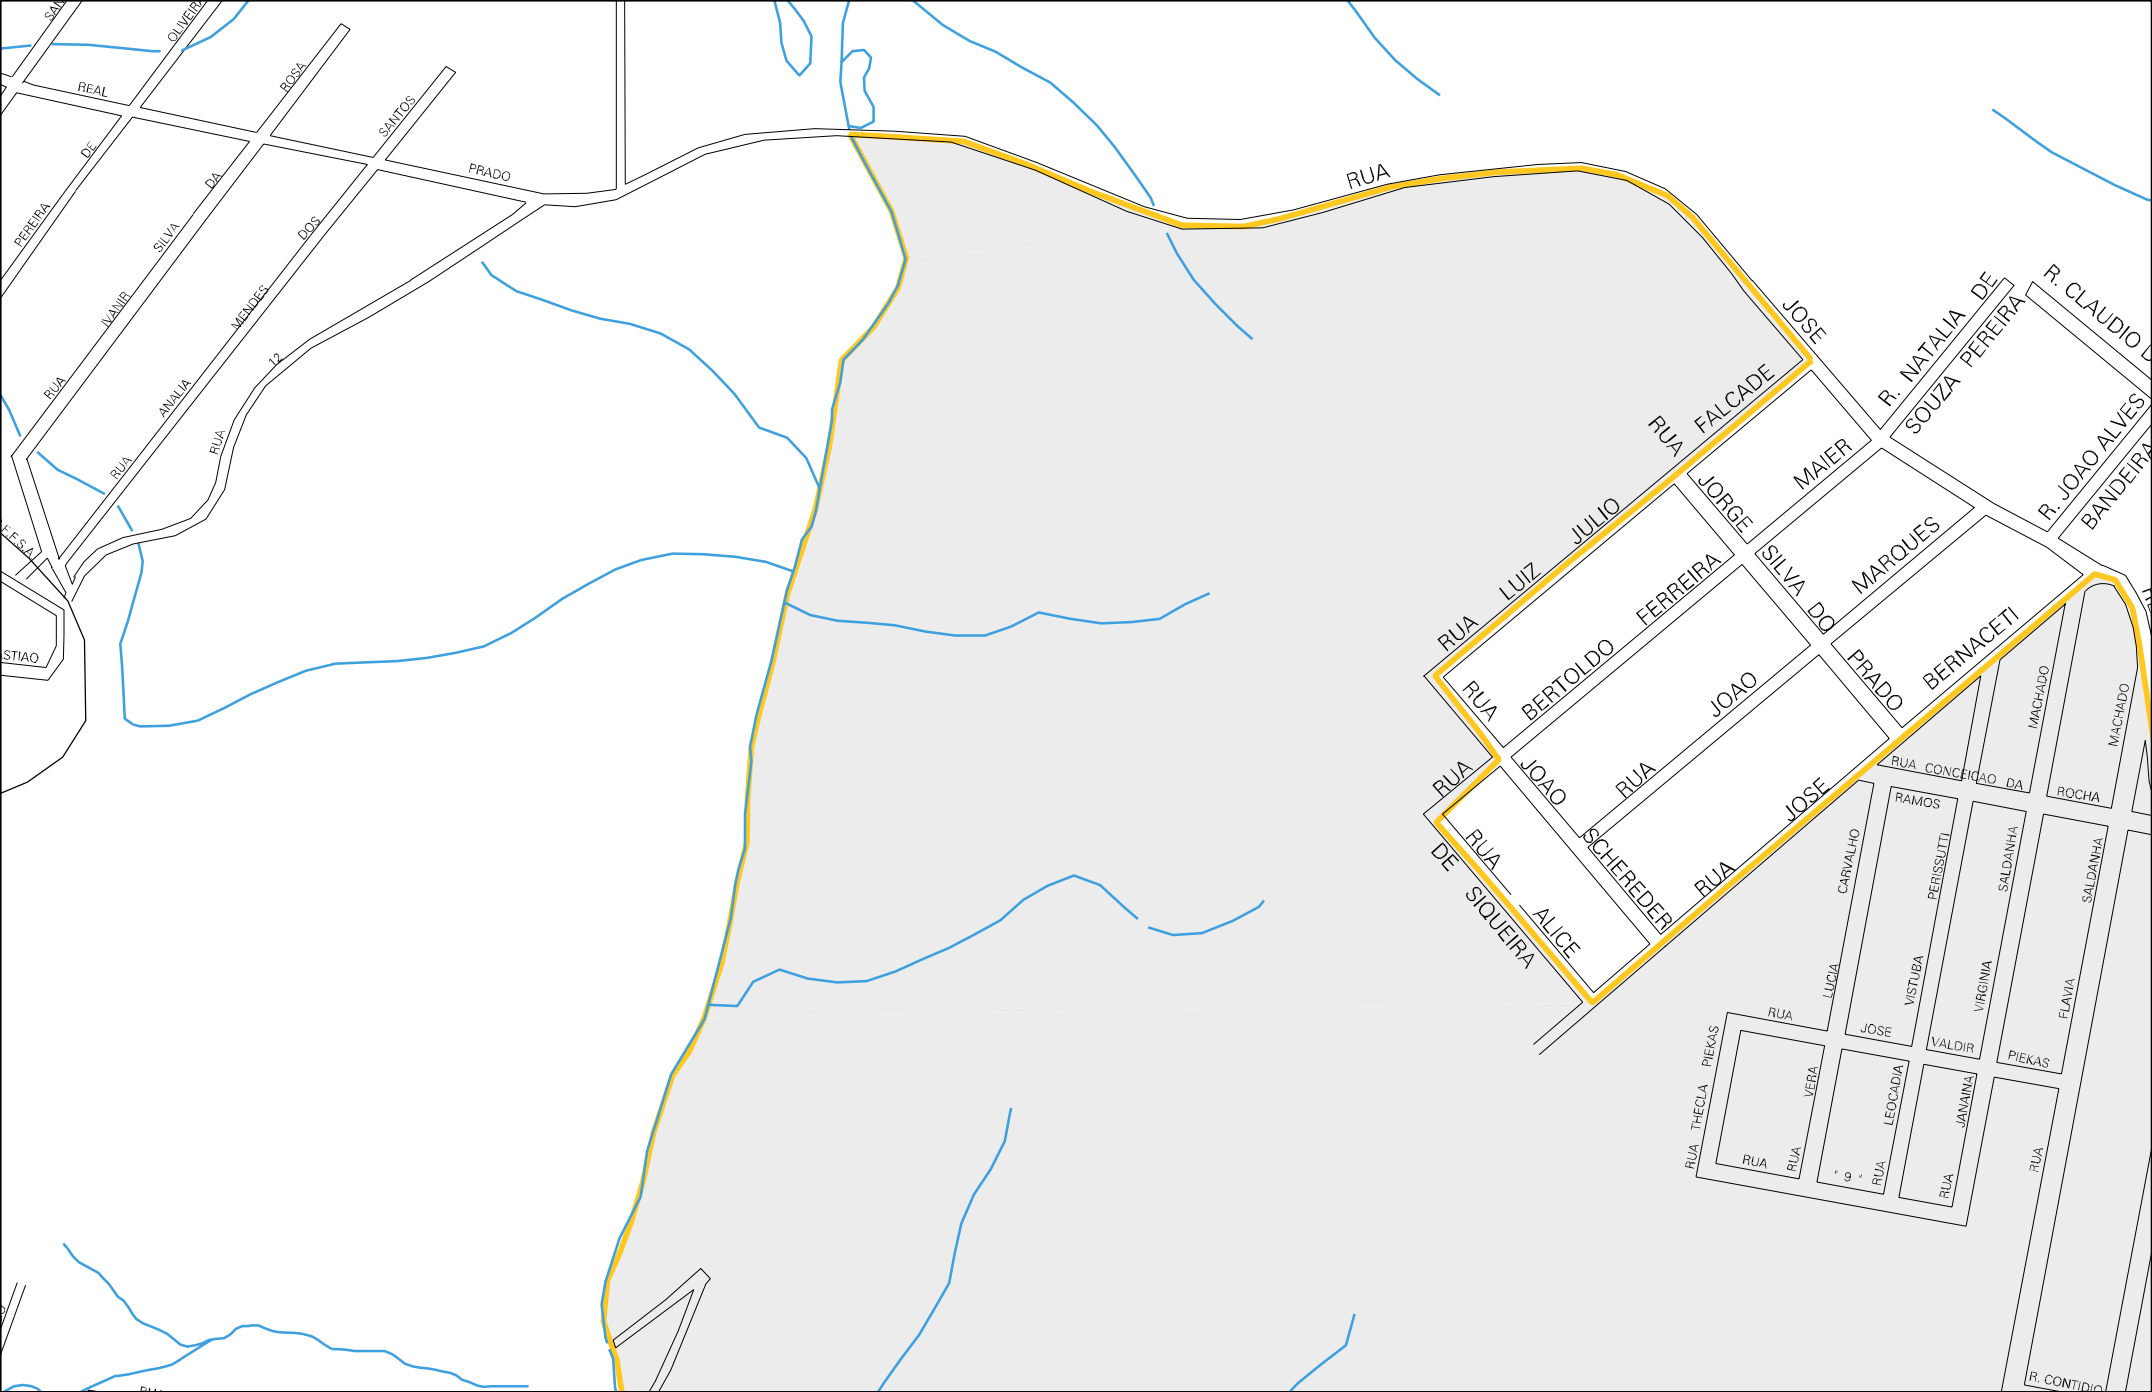 SAN
OLIVEIRA
REAL
PRADO
ROSA
SANTOS
DE
DA
DOS
PEREIRA
SILVA
IVANIR
MENDES
RUA
ANALIA
RUA
RUA
12
F.F.S.A.
ASTIAO
RUA
JOSE
R. NATALIA DE
SOUZA PEREIRA
R. CLAUDIO D
R. JOAO ALVES
BANDEIRA
RUA LUIZ JULIO FALCADE
RUA JORGE SILVA DO PRADO
BERTOLDO FERREIRA
MAIER
RUA JOAO MARQUES
RUA JOAO SCHEREDER
RUA
DE SIQUEIRA
RUA ALICE
RUA JOSE BERNACETI
MACHADO
MACHADO
RUA CONCEICAO DA ROCHA
RAMOS
CARVALHO
PERISSUTTI
SALDANHA
SALDANHA
LUCIA
VISTUBA
VIRGINIA
FLAVIA
RUA JOSE VALDIR PIEKAS
RUA THECLA PIEKAS
VERA
LEOCADIA
JANAINA
RUA
RUA
RUA
RUA
RUA " 9 "
R. CONTIDIO